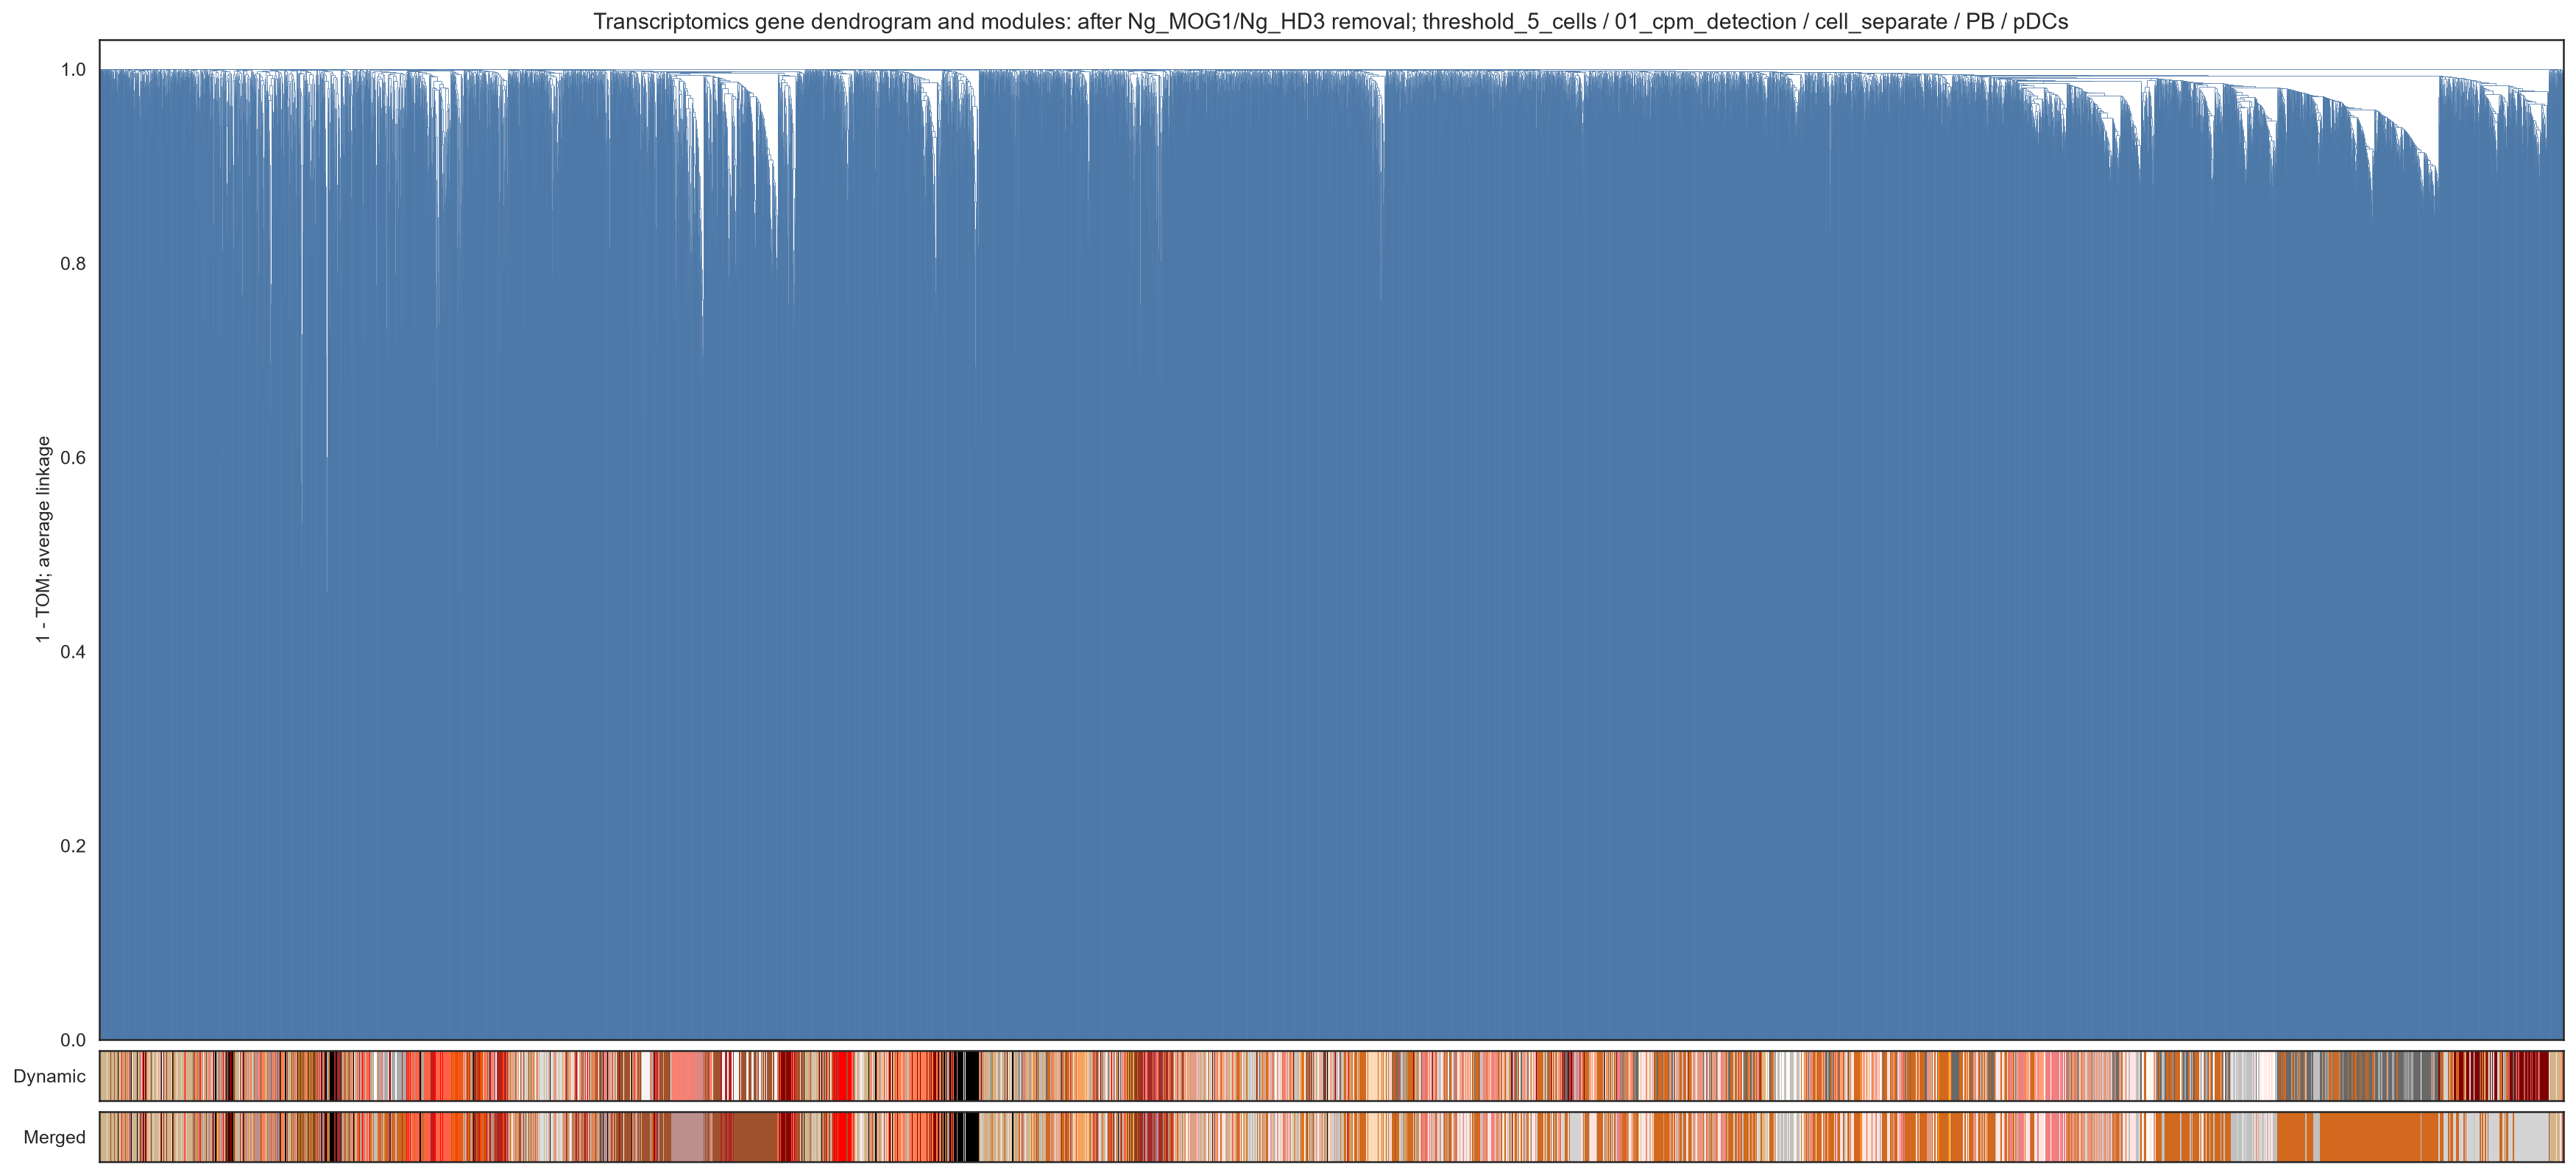 Transcriptomics gene dendrogram and modules: after Ng_MOG1/Ng_HD3 removal; threshold_5_cells / 01_cpm_detection / cell_separate / PB / pDCs
1.0
0.8
0.6
0.4
0.2
0.0
1 - TOM; average linkage
Dynamic
Merged